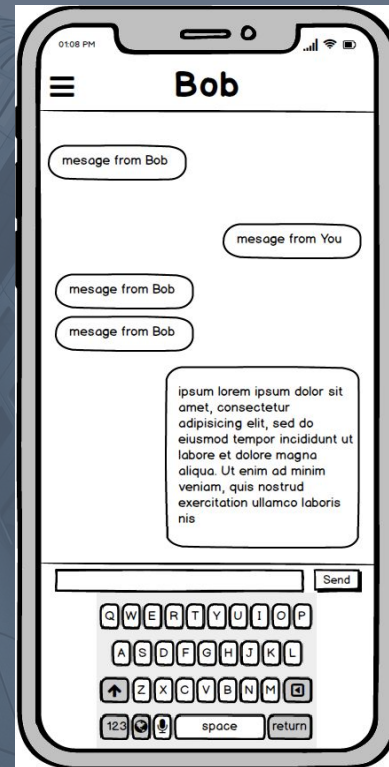 01:08 PM
Bob
mesage from Bob
mesage from You
mesage from Bob
mesage from Bob
ipsum lorem ipsum dolor sit
amet, consectetur
adipisicing elit, sed do
eiusmod tempor incididunt ut
labore et dolore magna
aliqua. Ut enim ad minim
veniam, quis nostrud
exercitation ullamco laboris
nis
Send
Q W E R T Y U I O P
A S D F G H J K L
Z X C V B N M
123 space return